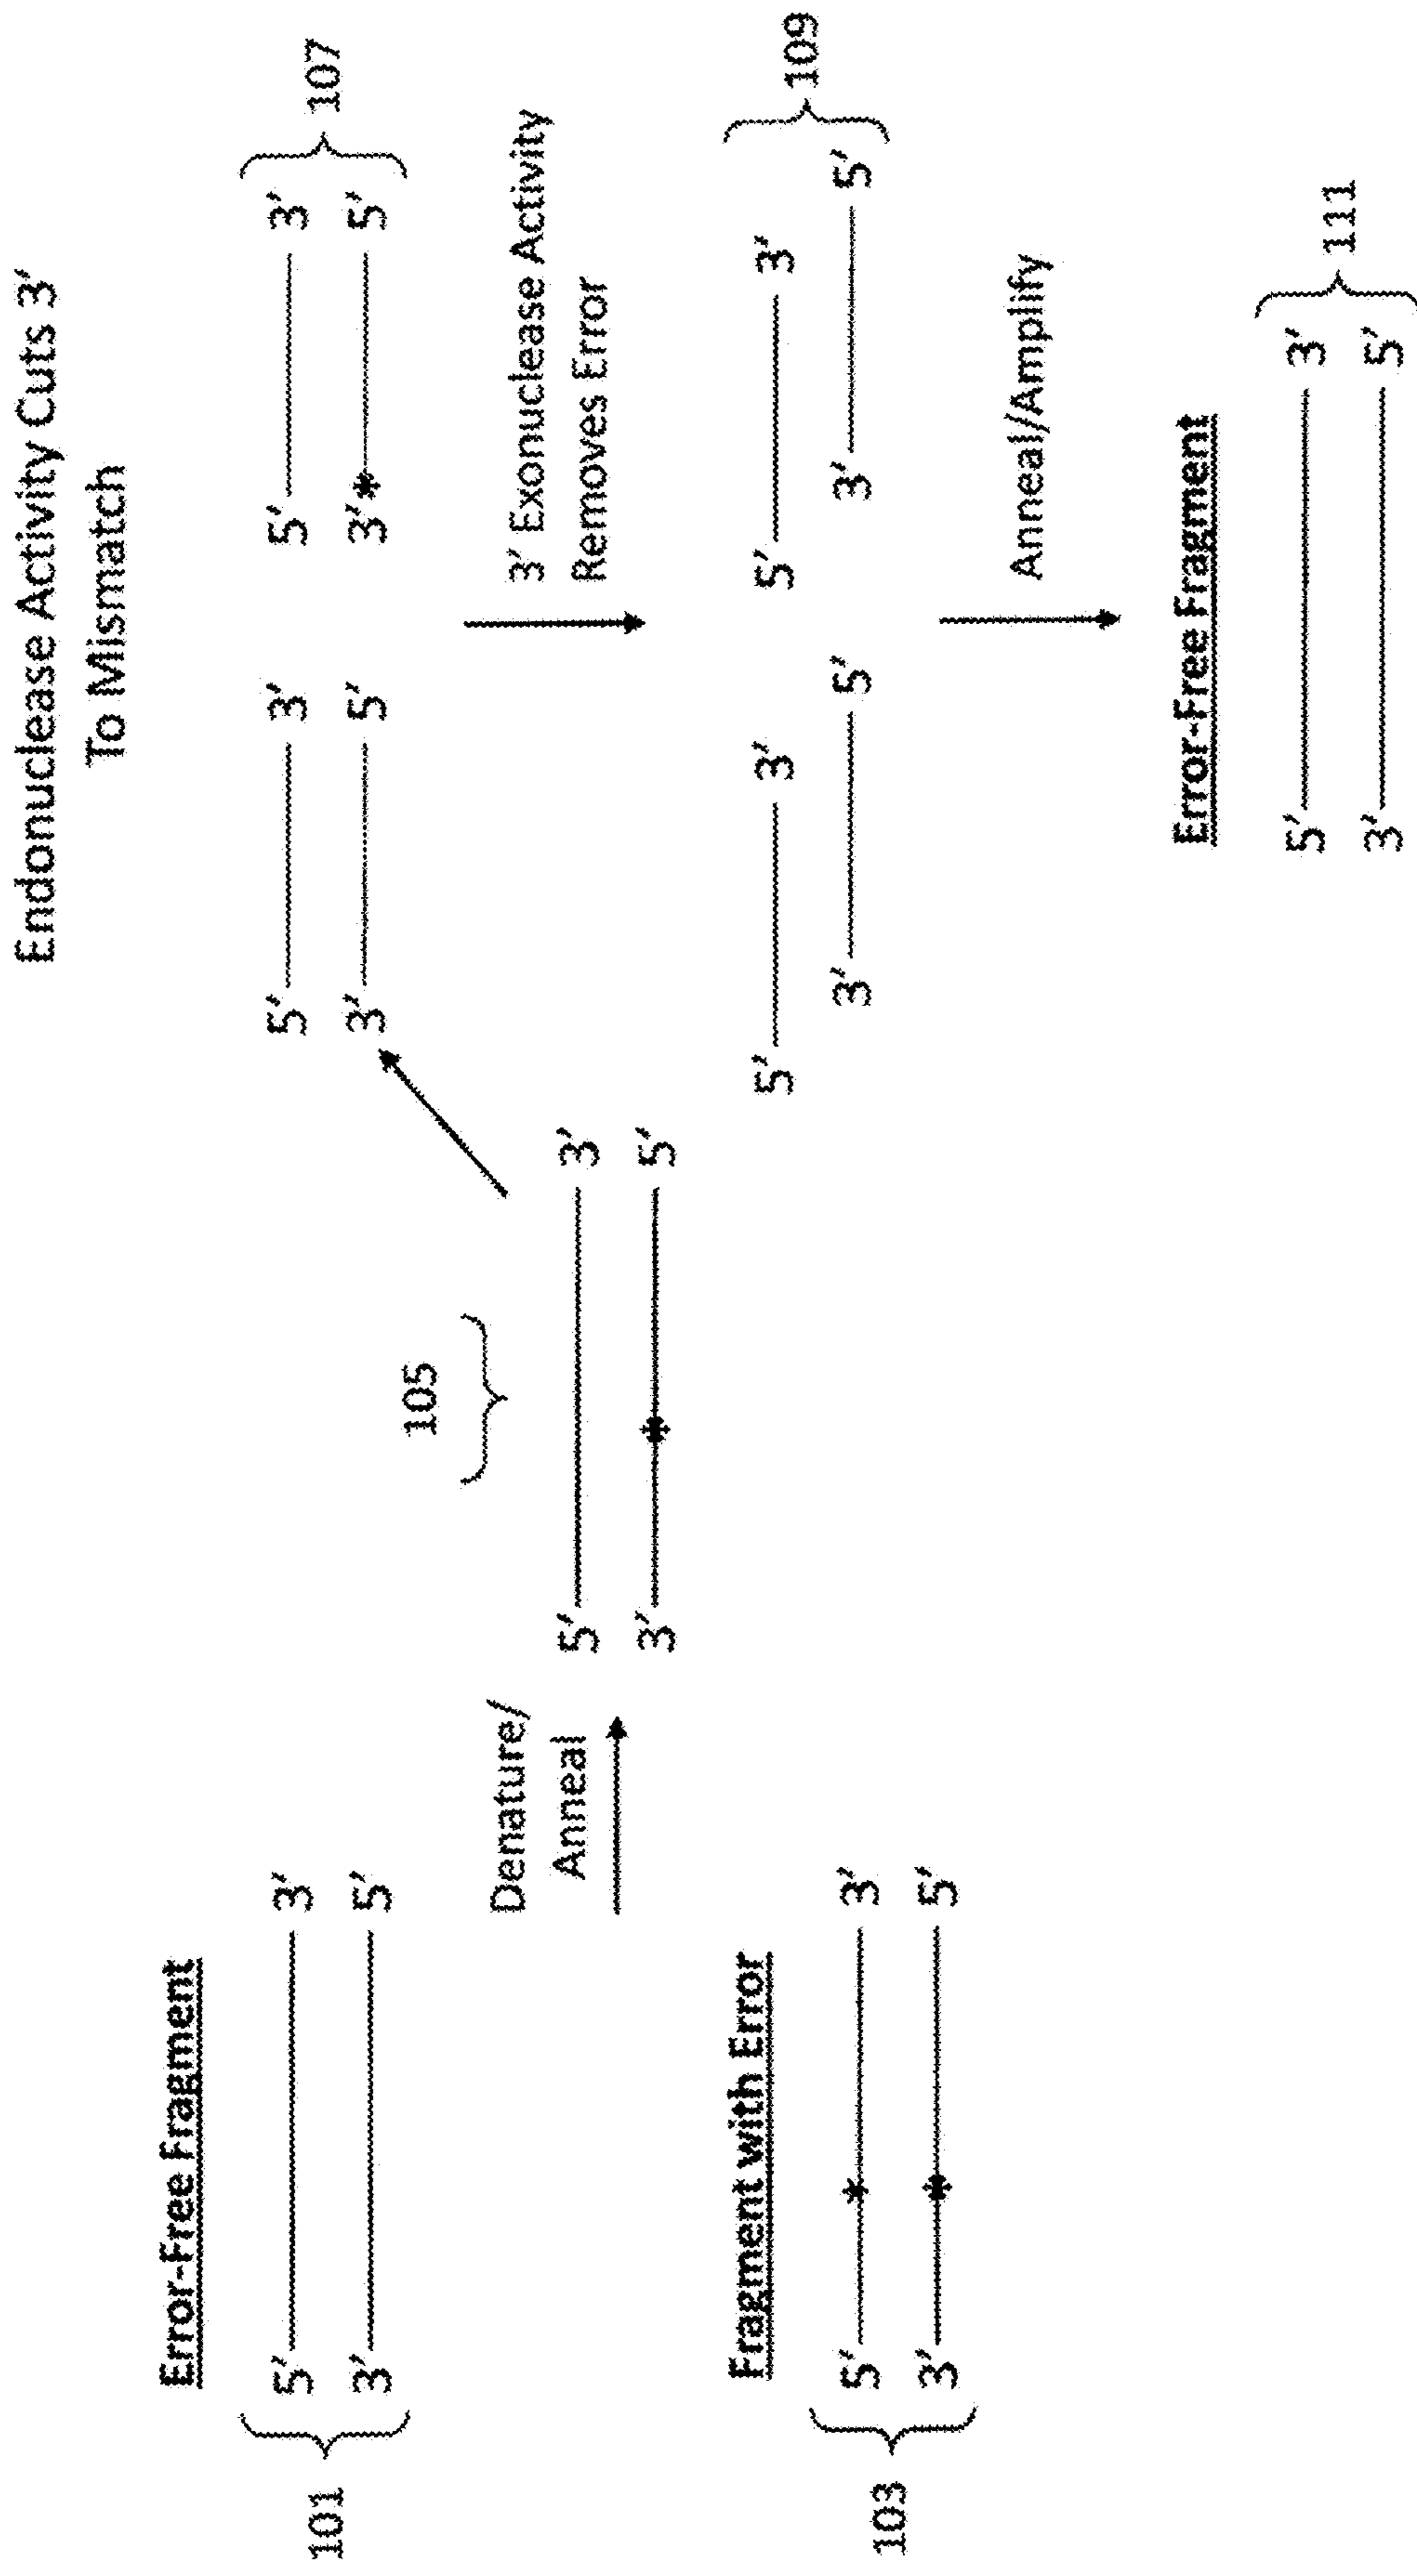 Error-Free Fragment
5′ 3′
3′ 5′
101
Fragment with Error
5′ * 3′
3′ * 5′
103
Denature/
Anneal
105
5′ 3′
3′ * 5′
Endonuclease Activity Cuts 3′
To Mismatch
5′ 3′ 5′ 3′
3′ 5′ 3′* 5′
107
3′ Exonuclease Activity
Removes Error
5′ 3′ 5′ 3′
3′ 5′ 3′ 5′
109
Anneal/Amplify
Error-Free Fragment
5′ 3′
3′ 5′
111